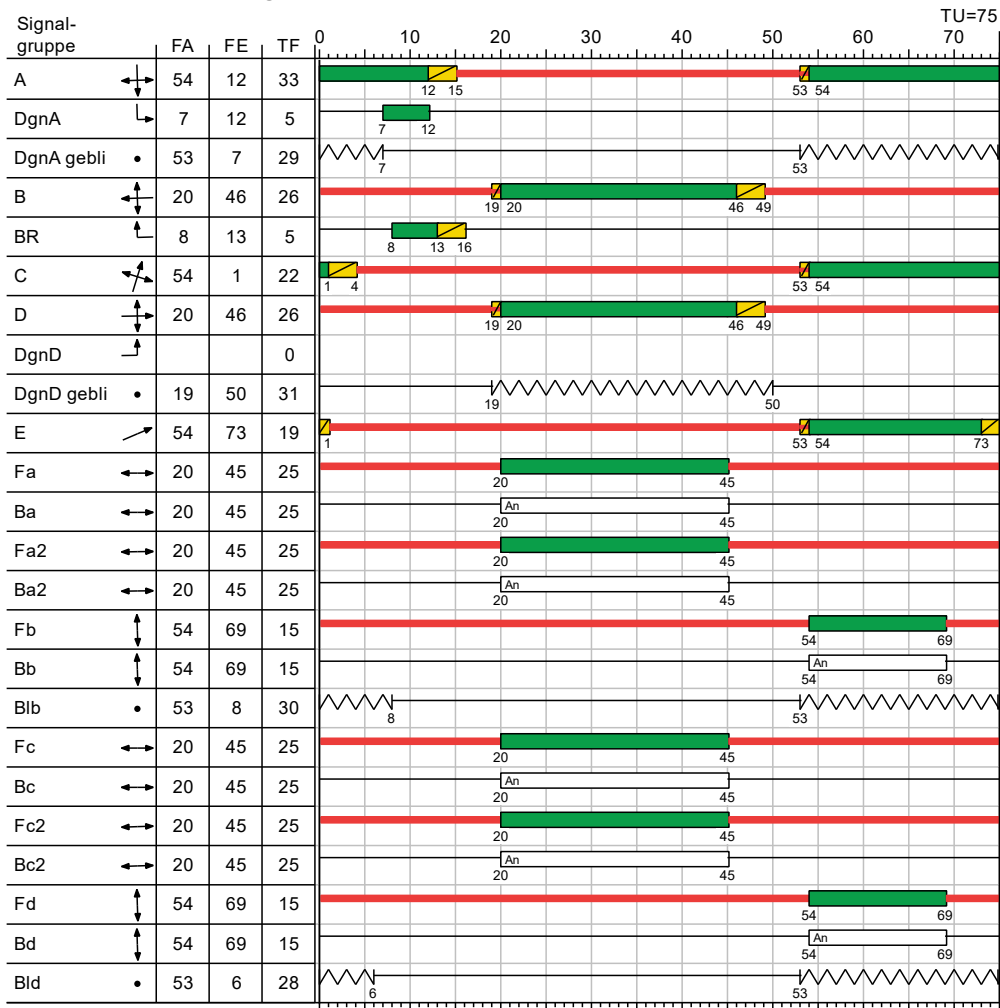 TU=75
Signal-
gruppe FA FE TF 0 10 20 30 40 50 60 70
A 54 12 33
12 15 53 54
DgnA 7 12 5
7 12
DgnA gebli 53 7 29
7 53
B 20 46 26
19 20 46 49
BR 8 13 5
8 13 16
C 54 1 22
1 4 53 54
D 20 46 26
19 20 46 49
DgnD 0
DgnD gebli 19 50 31
19 50
E 54 73 19
1 53 54 73
Fa 20 45 25
20 45
Ba 20 45 25 An
20 45
Fa2 20 45 25
20 45
Ba2 20 45 25 An
20 45
Fb 54 69 15
54 69
Bb 54 69 15 An
54 69
Blb 53 8 30
8 53
Fc 20 45 25
20 45
Bc 20 45 25 An
20 45
Fc2 20 45 25
20 45
Bc2 20 45 25 An
20 45
Fd 54 69 15
54 69
Bd 54 69 15 An
54 69
Bld 53 6 28
6 53